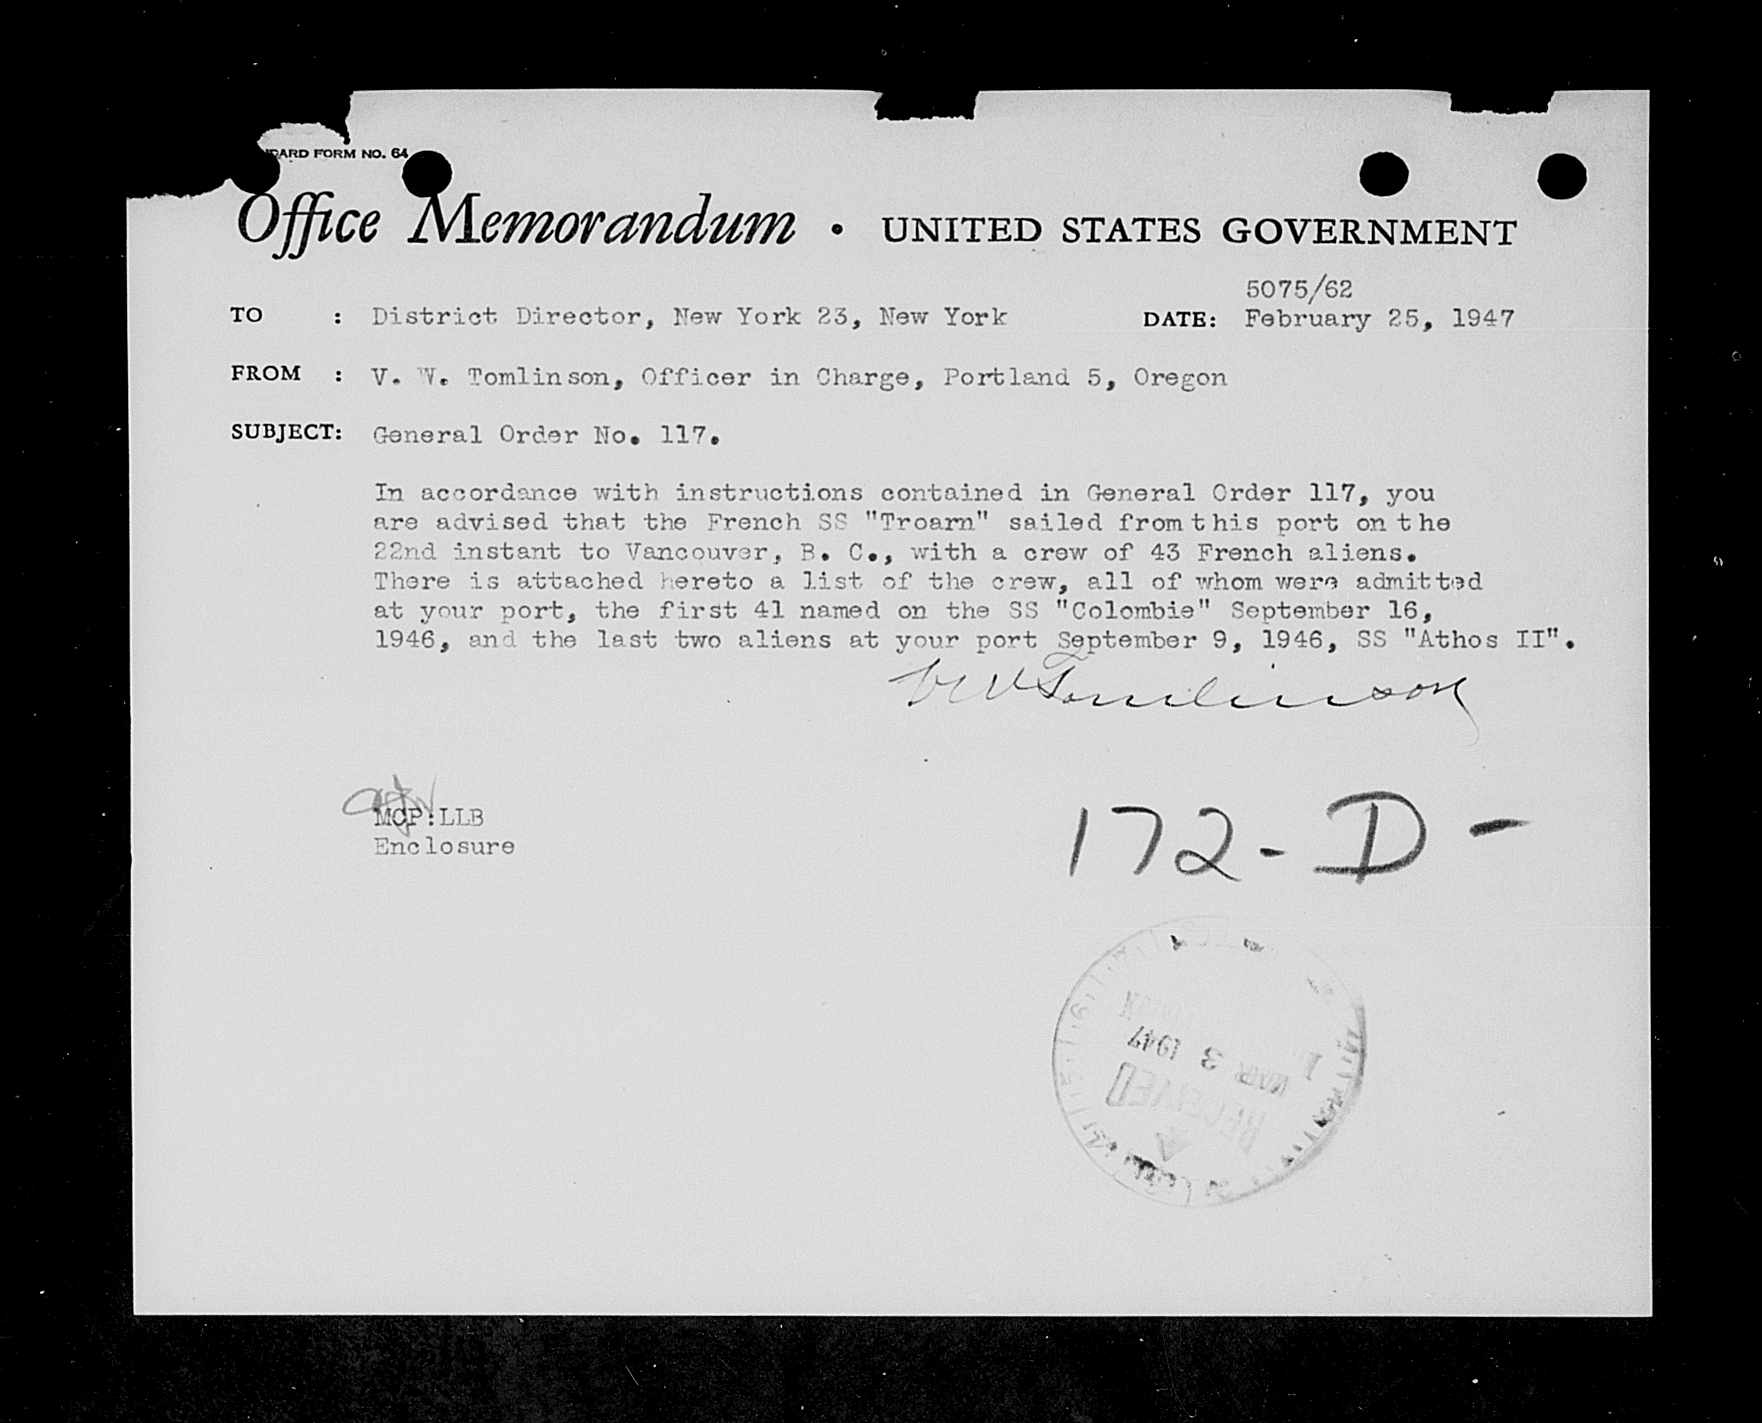 ARD FORM NO. 64
Office Memorandum • UNITED STATES GOVERNMENT
5075/62
TO : District Director, New York 23, New York DATE: February 25, 1947
FROM : V. W. Tomlinson, Officer in Charge, Portland 5, Oregon
SUBJECT: General Order No. 117.
In accordance with instructions contained in General Order 117, you
are advised that the French SS "Troarn" sailed from this port on the
22nd instant to Vancouver, B. C., with a crew of 43 French aliens.
There is attached hereto a list of the crew, all of whom were admitted
at your port, the first 41 named on the SS "Colombie" September 16,
1946, and the last two aliens at your port September 9, 1946, SS "Athos II".
VW Tomlinson
MCP:LLB
Enclosure
172-D-
RECEIVED
MAR 3 1947